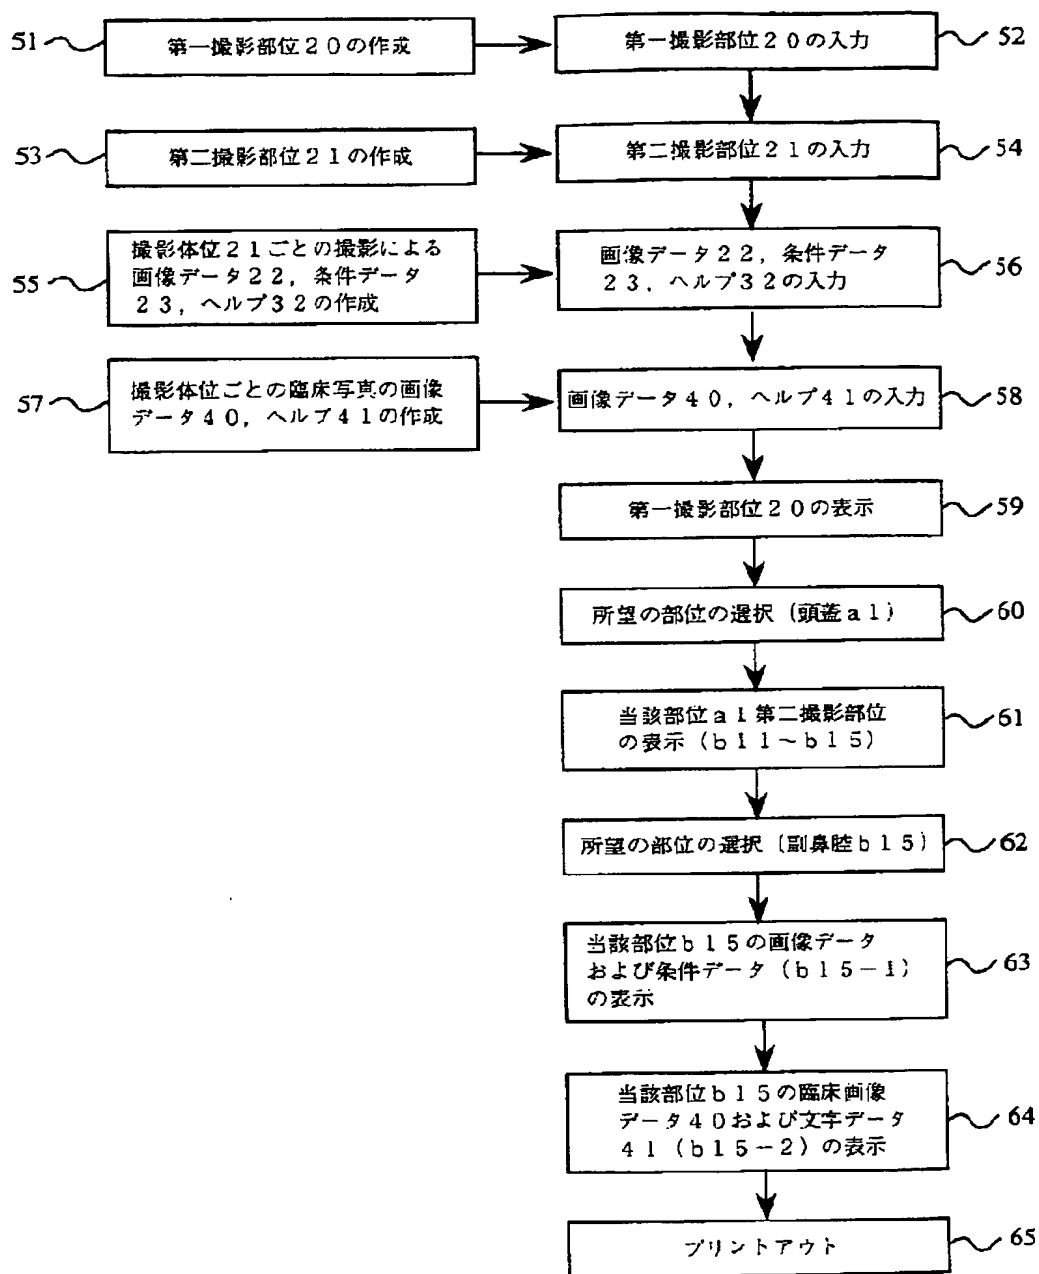 51
第一撮影部位20の作成
第一撮影部位20の入力
52
53
第二撮影部位21の作成
第二撮影部位21の入力
54
55
撮影体位21ごとの撮影による
画像データ22，条件データ
23，ヘルプ32の作成
画像データ22，条件データ
23，ヘルプ32の入力
56
57
撮影体位ごとの臨床写真の画像
データ40，ヘルプ41の作成
画像データ40，ヘルプ41の入力
58
第一撮影部位20の表示
59
所望の部位の選択（頭蓋a1）
60
当該部位a1第二撮影部位
の表示（b11～b15）
61
所望の部位の選択（副鼻腔b15）
62
当該部位b15の画像データ
および条件データ（b15－1）
の表示
63
当該部位b15の臨床画像
データ40および文字データ
41（b15－2）の表示
64
プリントアウト
65